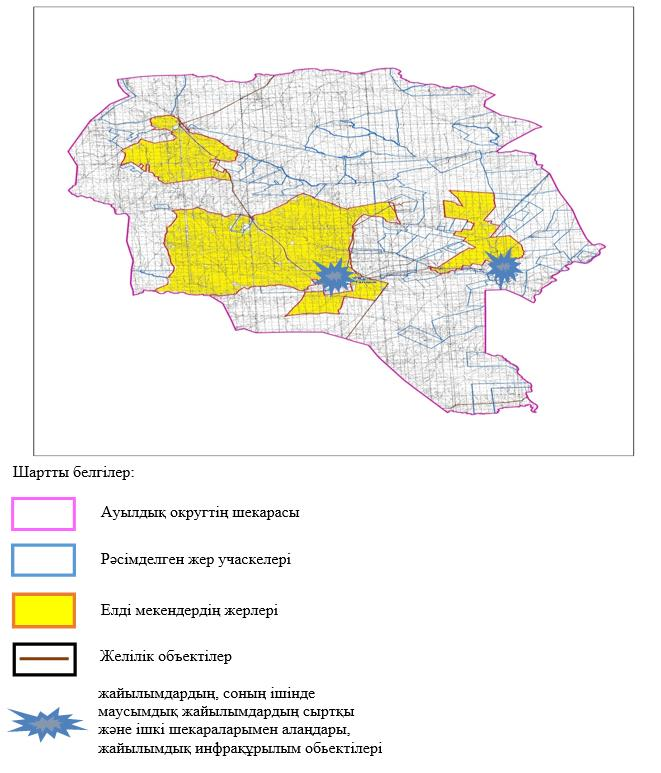 Шартты белгілер:
Ауылдық округтің шекарасы
Рәсімделген жер учаскелері
Елді мекендердің жерлері
Желілік объектілер
жайылымдардың, соның ішінде
маусымдық жайылымдардың сыртқы
және ішкі шекараларымен алаңдары,
жайылымдық инфрақұрылым объектілері